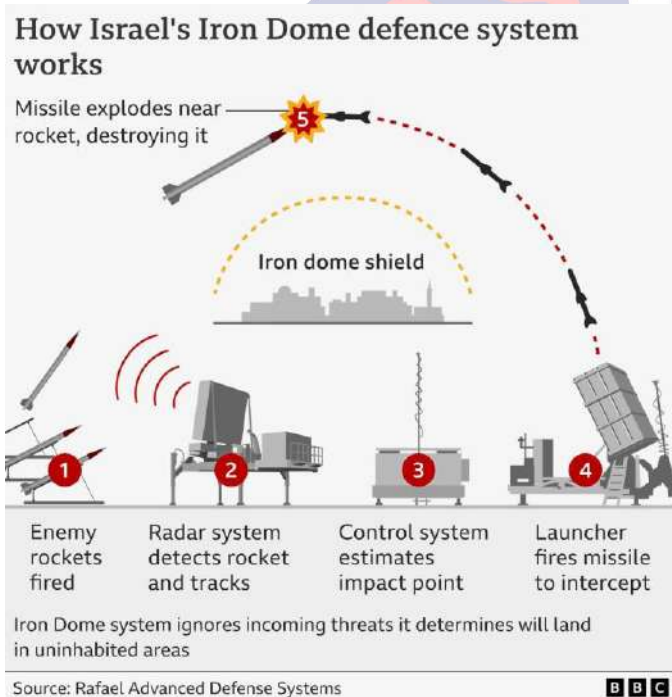 How Israel's Iron Dome defence system
works
Missile explodes near
rocket, destroying it
5
Iron dome shield
1
2
3
4
Enemy
rockets
fired
Radar system
detects rocket
and tracks
Control system
estimates
impact point
Launcher
fires missile
to intercept
Iron Dome system ignores incoming threats it determines will land
in uninhabited areas
Source: Rafael Advanced Defense Systems
BBC